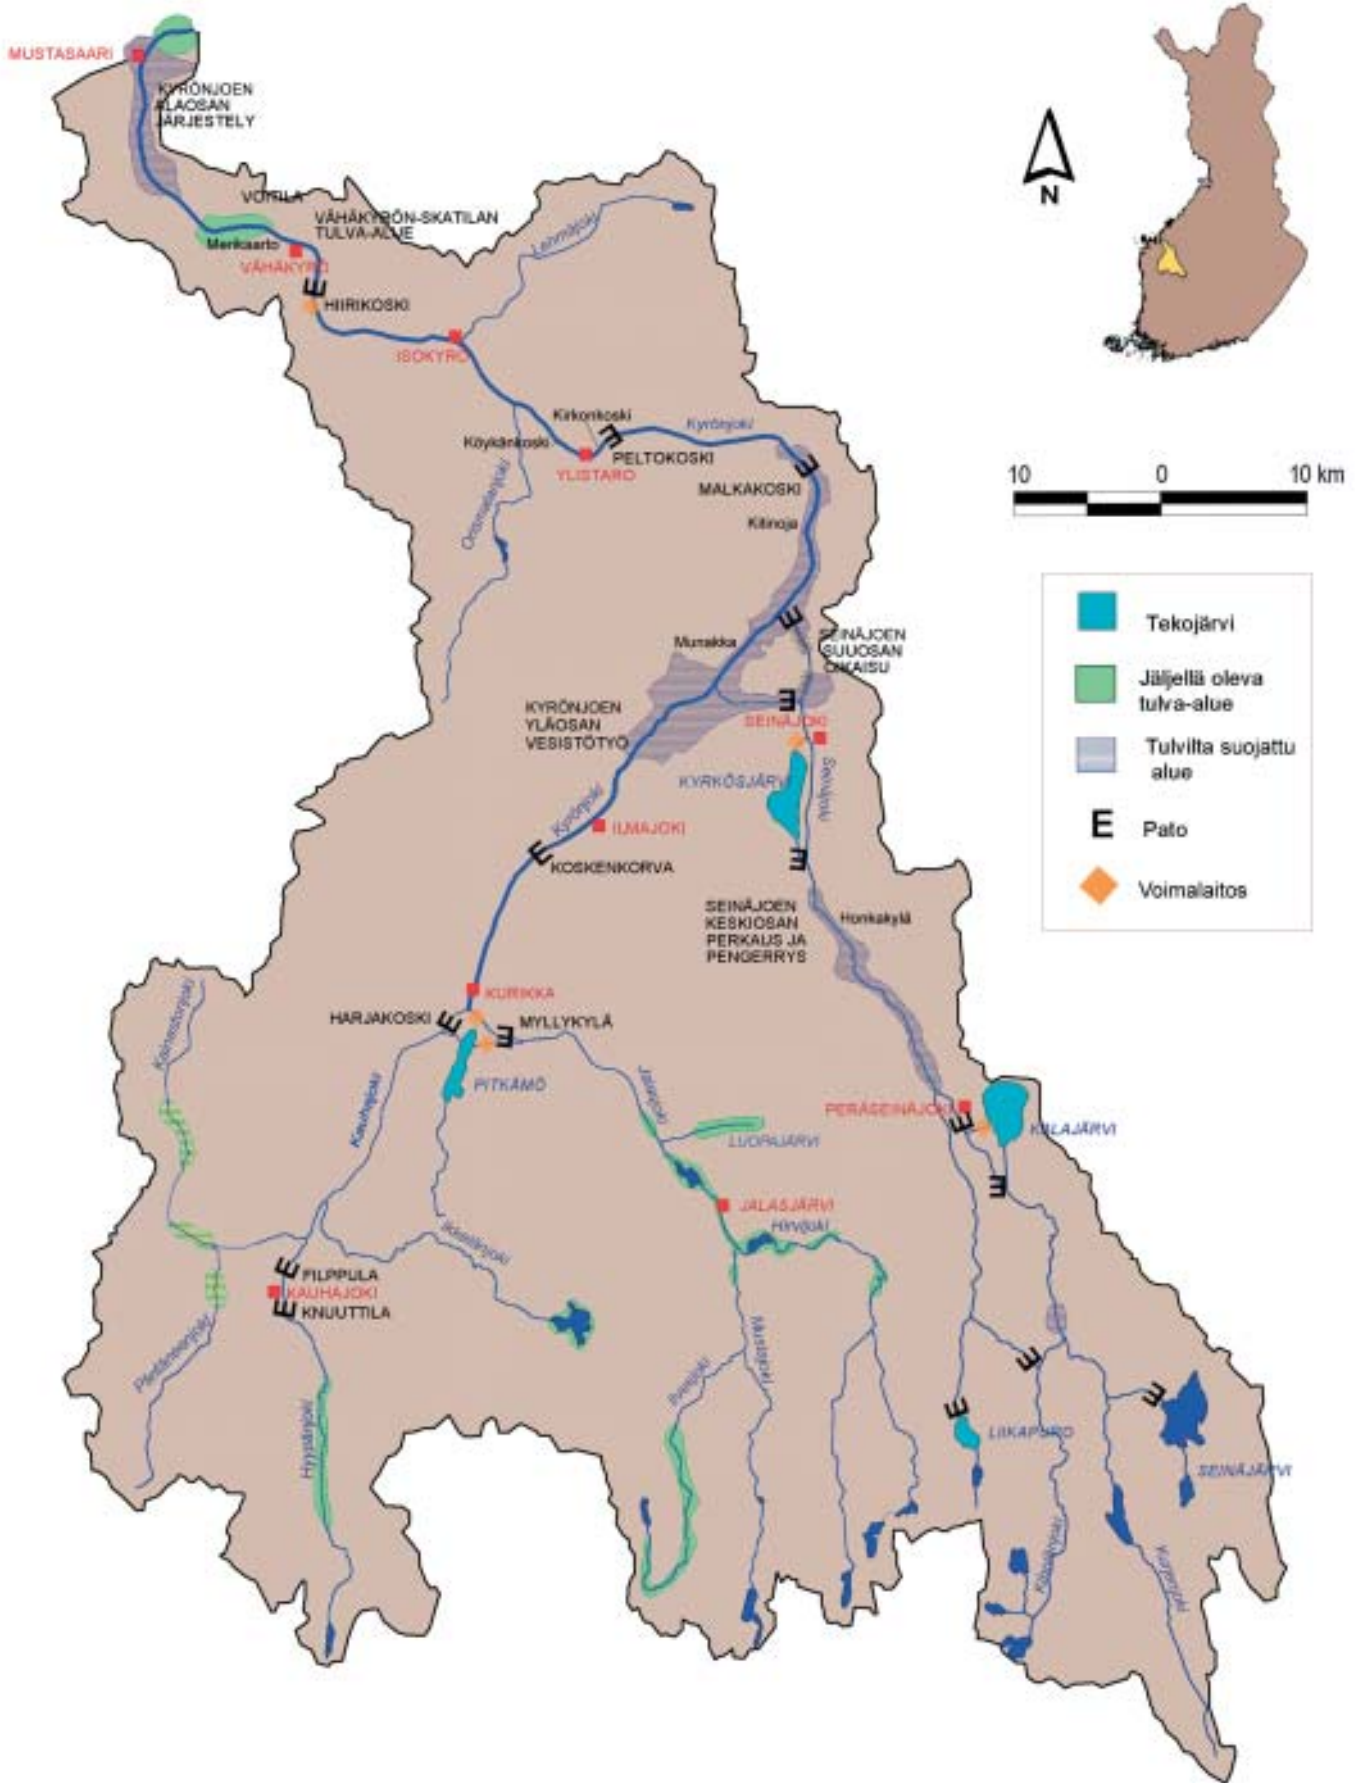 MUSTASAARI
KYRÖNJOEN
ALAOSAN
JÄRJESTELY
VOITILA
VÄHÄKYRÖN-SKATILAN
TULVA-ALUE
Merikaarto
VÄHÄKYRÖ
HIIRIKOSKI
Lehmäjoki
ISOKYRÖ
Kirkonkoski
Köykänkoski
PELTOKOSKI
YLISTARO
Kyrönjoki
MALKAKOSKI
Kitinoja
Orismalanjoki
Munakka
SEINÄJOEN
SUUOSAN
OIKAISU
KYRÖNJOEN
YLÄOSAN
VESISTÖTYÖ
SEINÄJOKI
KYRKÖSJÄRVI
Seinäjoki
Kyrönjoki
ILMAJOKI
KOSKENKORVA
SEINÄJOEN
KESKIOSAN
PERKAUS JA
PENGERRYS
Honkakylä
KURIKKA
HARJAKOSKI
MYLLYKYLÄ
PITKÄMÖ
Kainastonjoki
Kauhajoki
Jalasjoki
LUOPAJÄRVI
PERÄSEINÄJOKI
KALAJÄRVI
JALASJÄRVI
Hirvijoki
Ikkelänjoki
FILPPULA
KAUHAJOKI
KNUUTTILA
Hyypänjoki
Mustajoki
LIIKAPURO
SEINÄJÄRVI
N
10 0 10 km
Tekojärvi
Jäljellä oleva
tulva-alue
Tulvilta suojattu
alue
E Pato
Voimalaitos